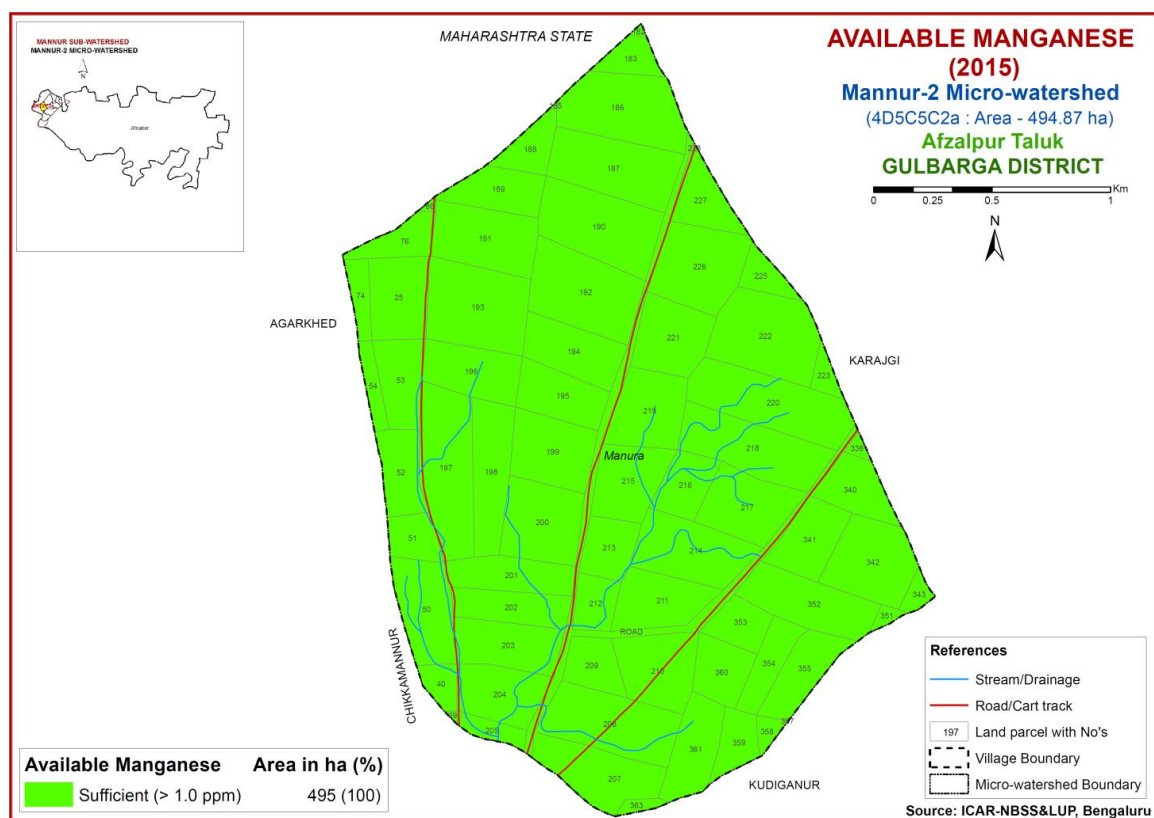 MANNUR SUB-WATERSHED
MANNUR-2 MICRO-WATERSHED
N
Afzalpur
MAHARASHTRA STATE
AVAILABLE MANGANESE
(2015)
Mannur-2 Micro-watershed
(4D5C5C2a : Area - 494.87 ha)
Afzalpur Taluk
GULBARGA DISTRICT
Km
0 0.25 0.5 1
N
182
183
186
188
187
189
227
76
191
190
226
225
74
25
193
192
AGARKHED
221
222
194
KARAJGI
54
53
196
223
195
219
220
199
Manura
218
336
52
197
198
215
216
340
217
200
51
213
214
341
342
201
50
202
212
211
352
343
351
ROAD
353
203
CHIKKAMANNUR
209
210
360
354
355
40
204
205
206
361
359
358
357
207
KUDIGANUR
363
References
Stream/Drainage
Road/Cart track
197 Land parcel with No's
Village Boundary
Micro-watershed Boundary
Available Manganese Area in ha (%)
Sufficient (> 1.0 ppm) 495 (100)
Source: ICAR-NBSS&LUP, Bengaluru